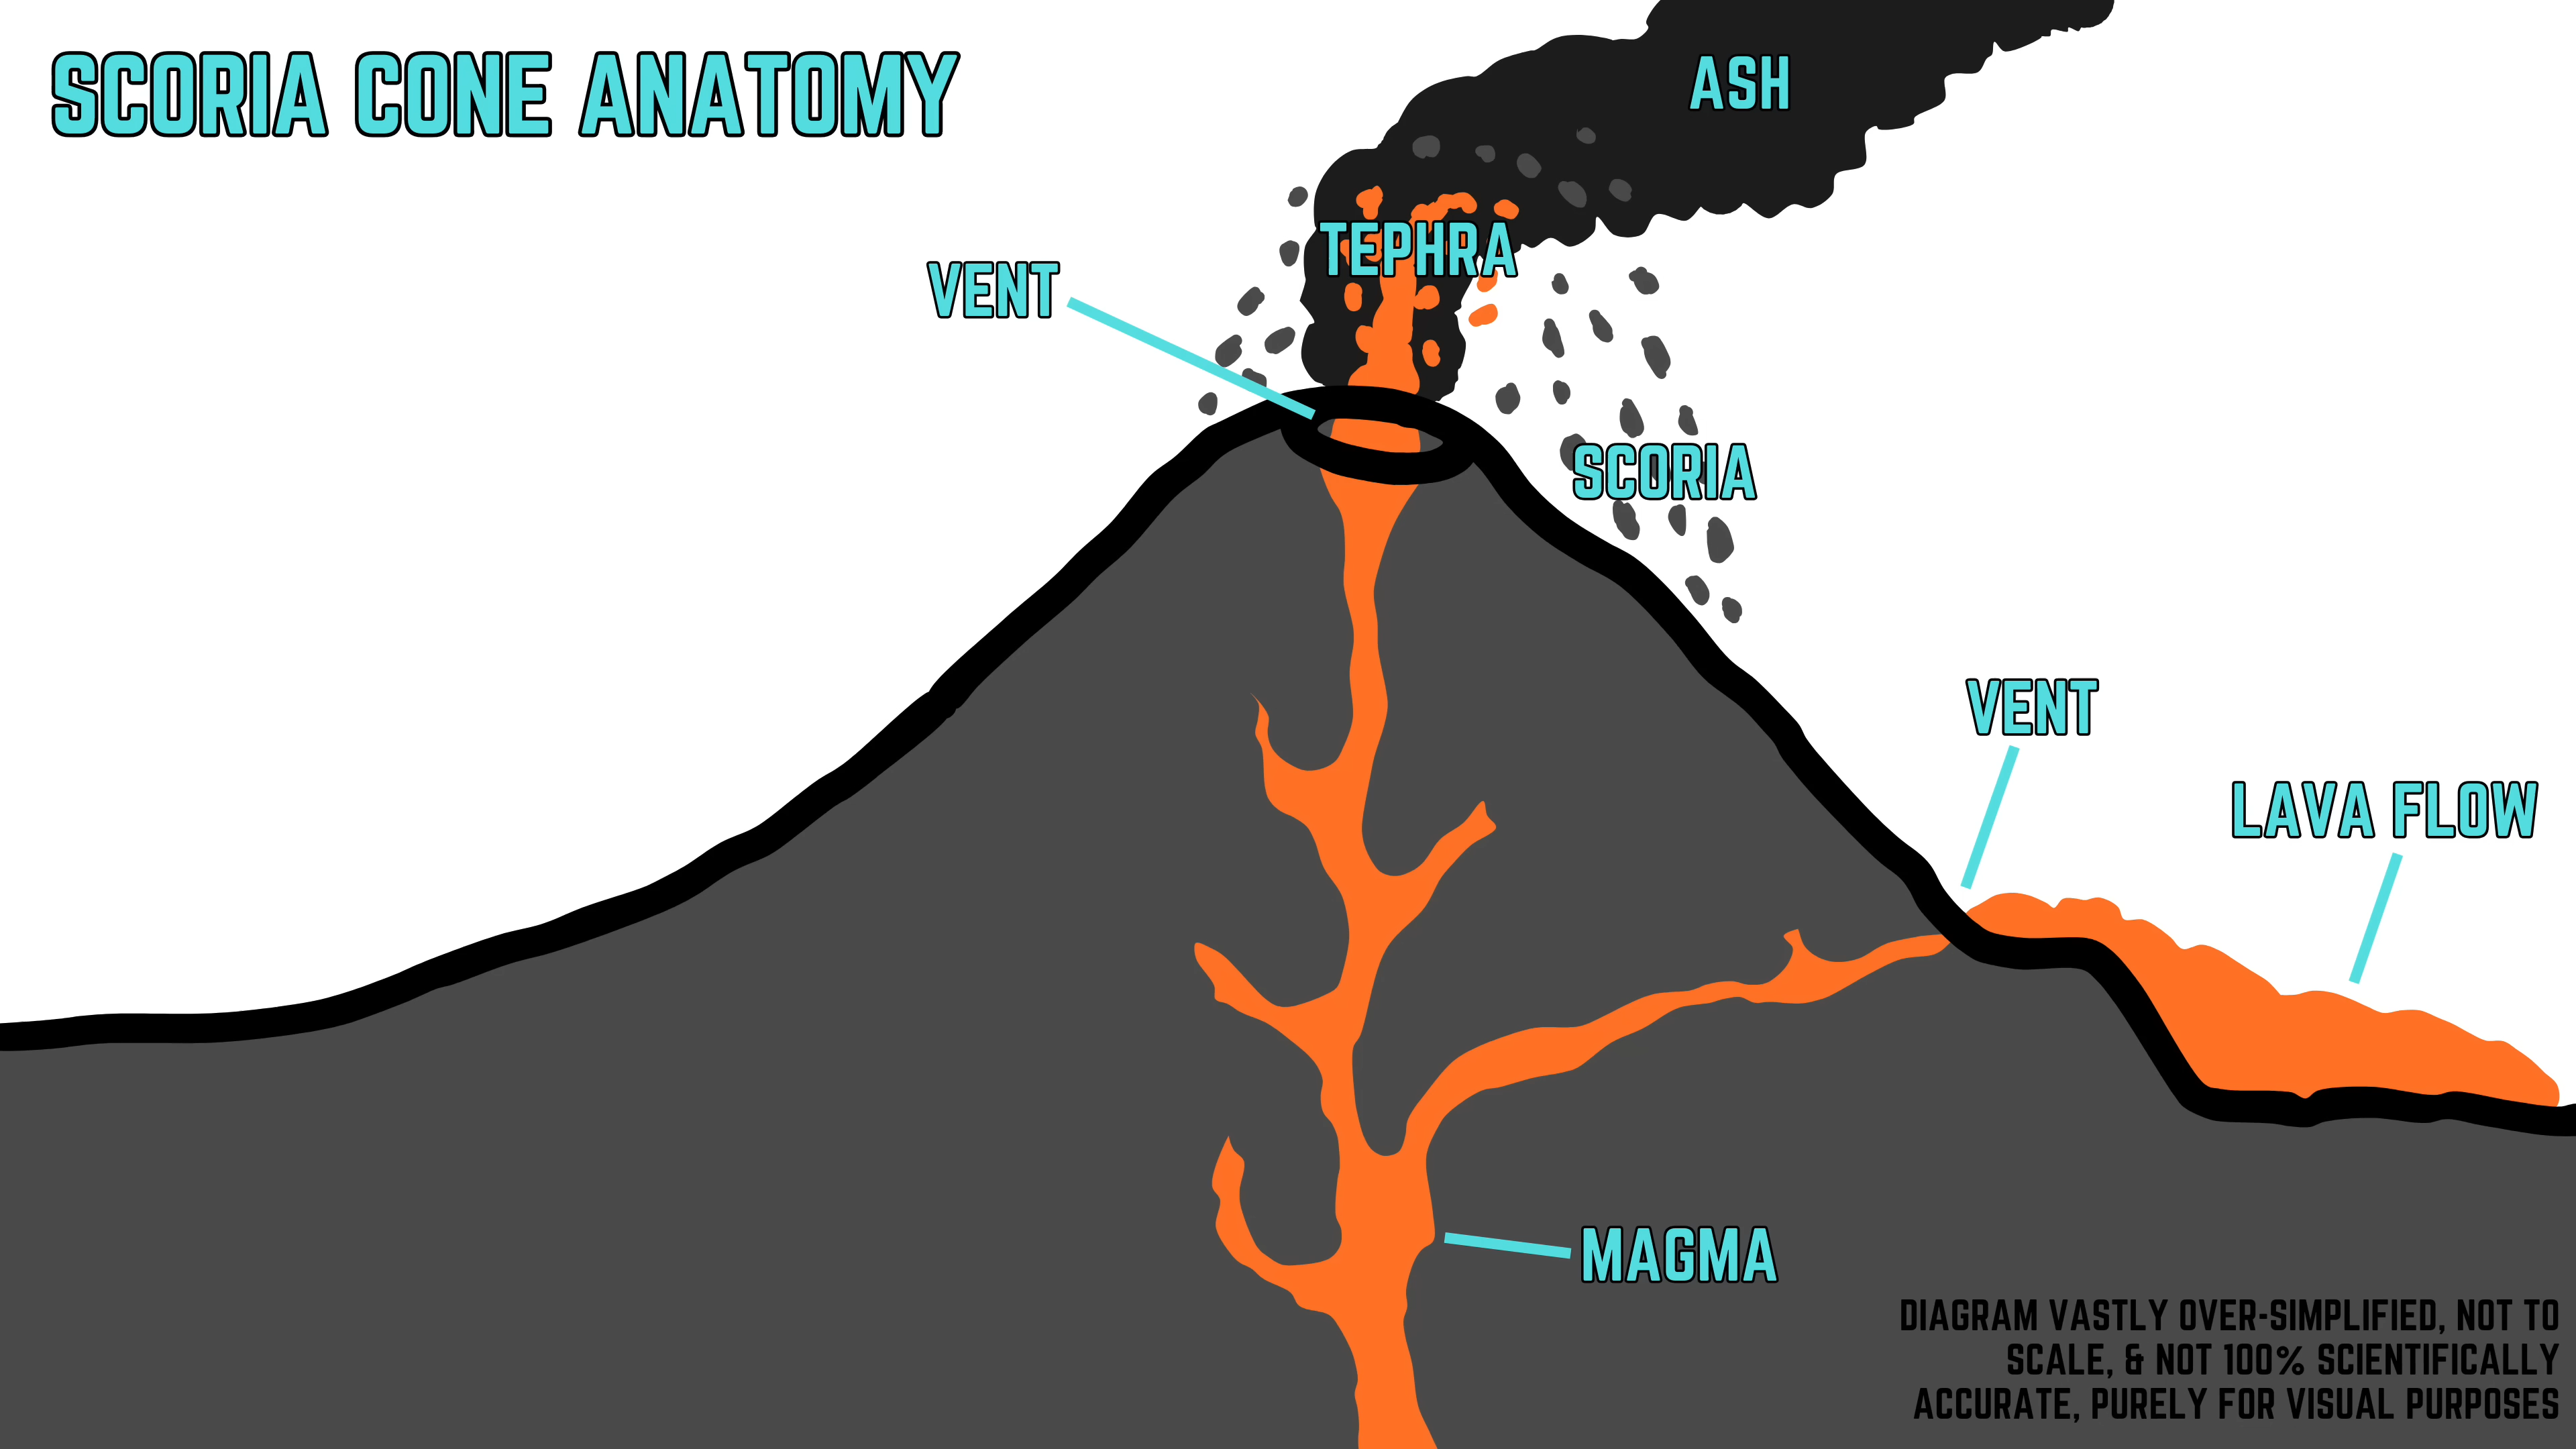 SCORIA CONE ANATOMY
ASH
TEPHRA
VENT
SCORIA
VENT
LAVA FLOW
MAGMA
DIAGRAM VASTLY OVER-SIMPLIFIED, NOT TO
SCALE, & NOT 100% SCIENTIFICALLY
ACCURATE, PURELY FOR VISUAL PURPOSES